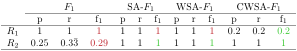 F₁ SA-F₁ WSA-F₁ CWSA-F₁
p r f₁ p r f₁ p r f₁ p r f₁
R₁ 1 1 1 1 1 1 1 1 1 0.2 0.2 0.2
R₂ 0.25 0.33̄ 0.29 1 1 1 1 1 1 1 1 1